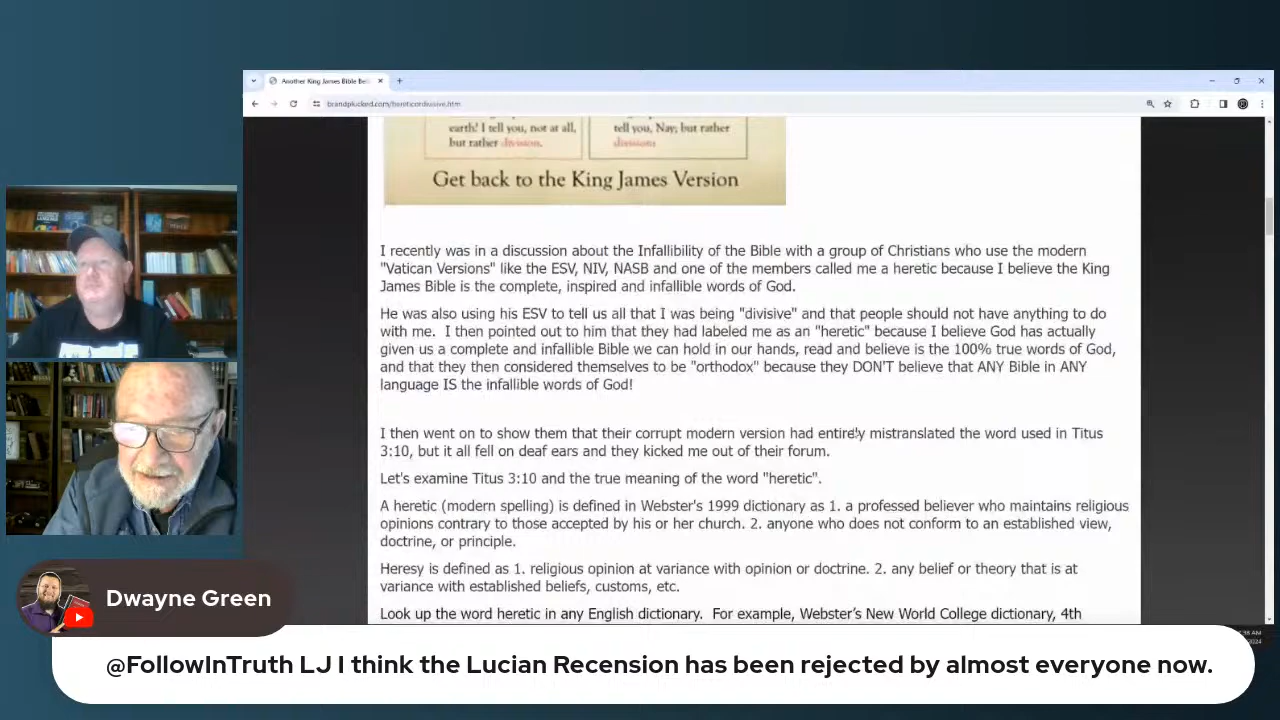 Another King James Bible Beli
brandplucked.com/hereticordivisive.htm
earth! I tell you, not at all,
but rather division.
tell you, Nay; but rather
division:
Get back to the King James Version
I recently was in a discussion about the Infallibility of the Bible with a group of Christians who use the modern
"Vatican Versions" like the ESV, NIV, NASB and one of the members called me a heretic because I believe the King
James Bible is the complete, inspired and infallible words of God.
He was also using his ESV to tell us all that I was being "divisive" and that people should not have anything to do
with me. I then pointed out to him that they had labeled me as an "heretic" because I believe God has actually
given us a complete and infallible Bible we can hold in our hands, read and believe is the 100% true words of God,
and that they then considered themselves to be "orthodox" because they DON'T believe that ANY Bible in ANY
language IS the infallible words of God!
I then went on to show them that their corrupt modern version had entirely mistranslated the word used in Titus
3:10, but it all fell on deaf ears and they kicked me out of their forum.
Let's examine Titus 3:10 and the true meaning of the word "heretic".
A heretic (modern spelling) is defined in Webster's 1999 dictionary as 1. a professed believer who maintains religious
opinions contrary to those accepted by his or her church. 2. anyone who does not conform to an established view,
doctrine, or principle.
Heresy is defined as 1. religious opinion at variance with opinion or doctrine. 2. any belief or theory that is at
variance with established beliefs, customs, etc.
Look up the word heretic in any English dictionary. For example, Webster's New World College dictionary, 4th
Dwayne Green
@FollowInTruth LJ I think the Lucian Recension has been rejected by almost everyone now.